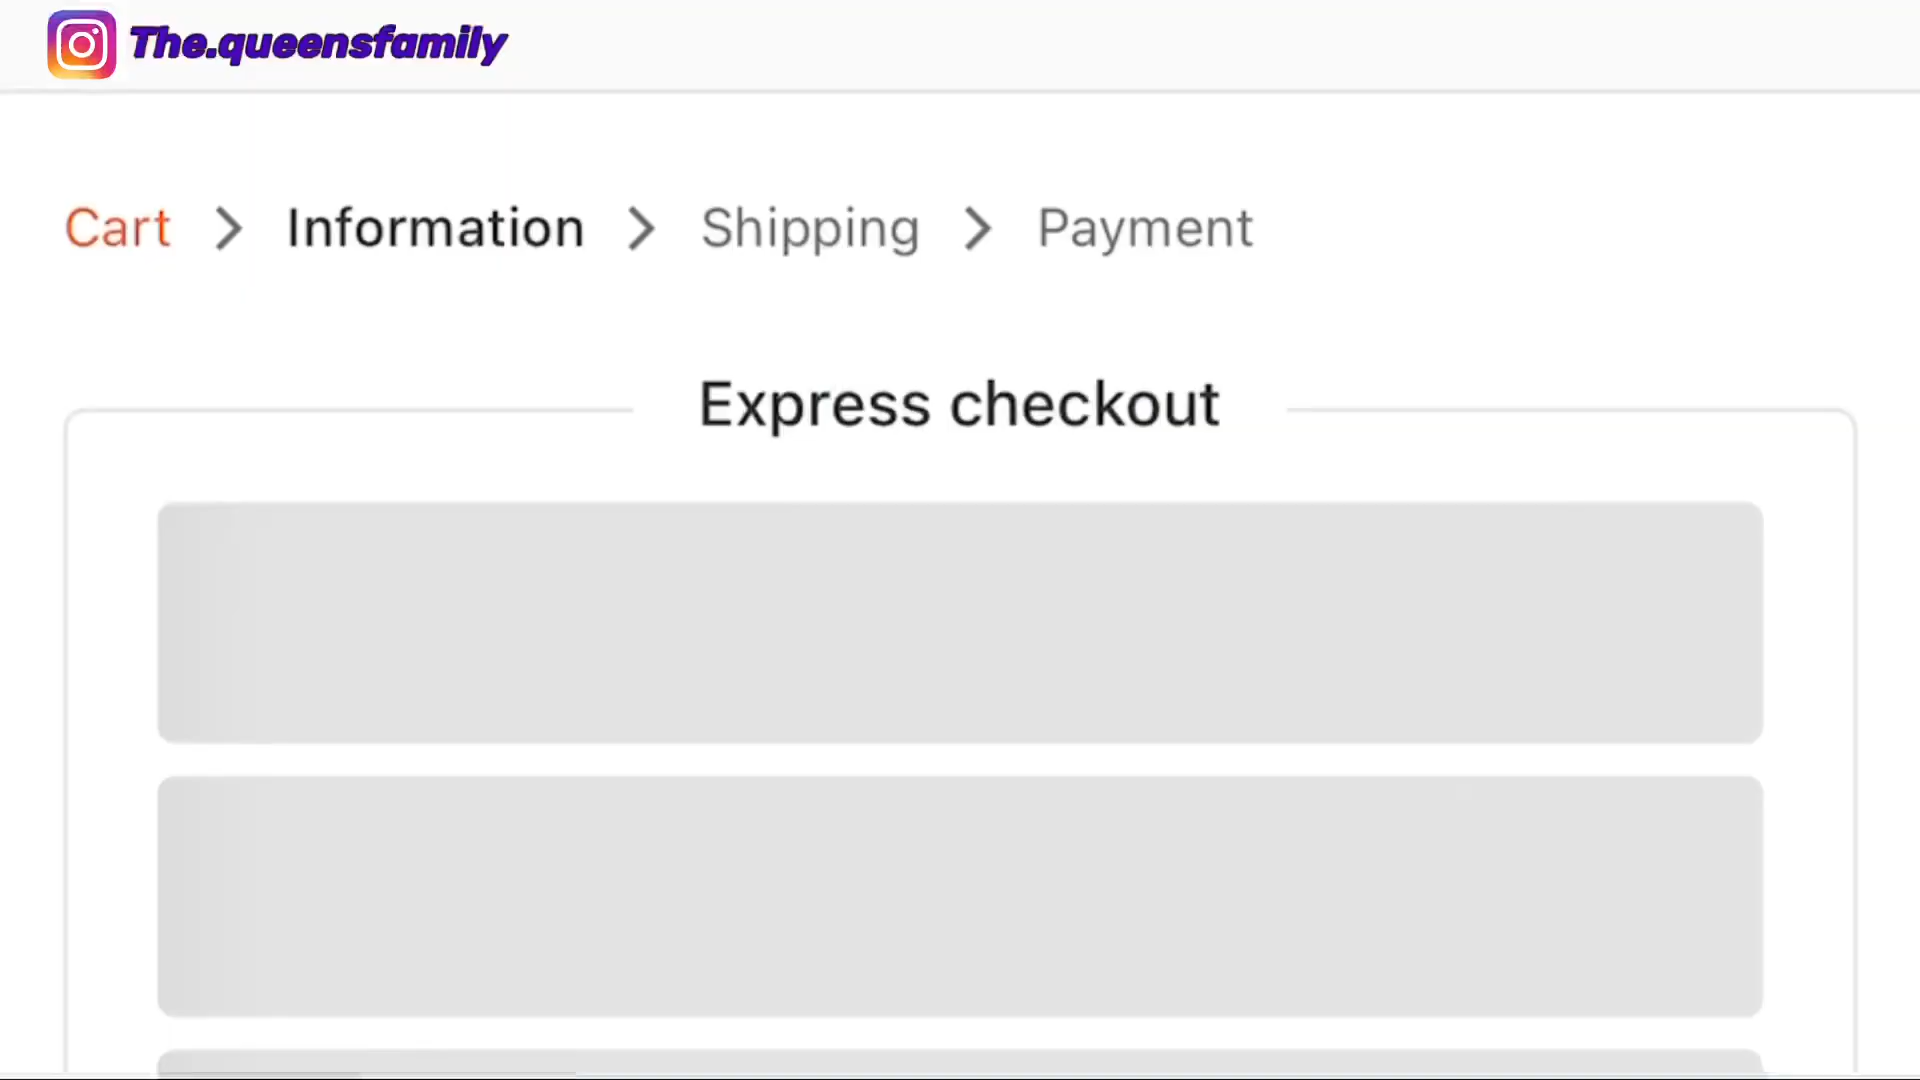 The.queensfamily
Cart > Information > Shipping > Payment
Express checkout